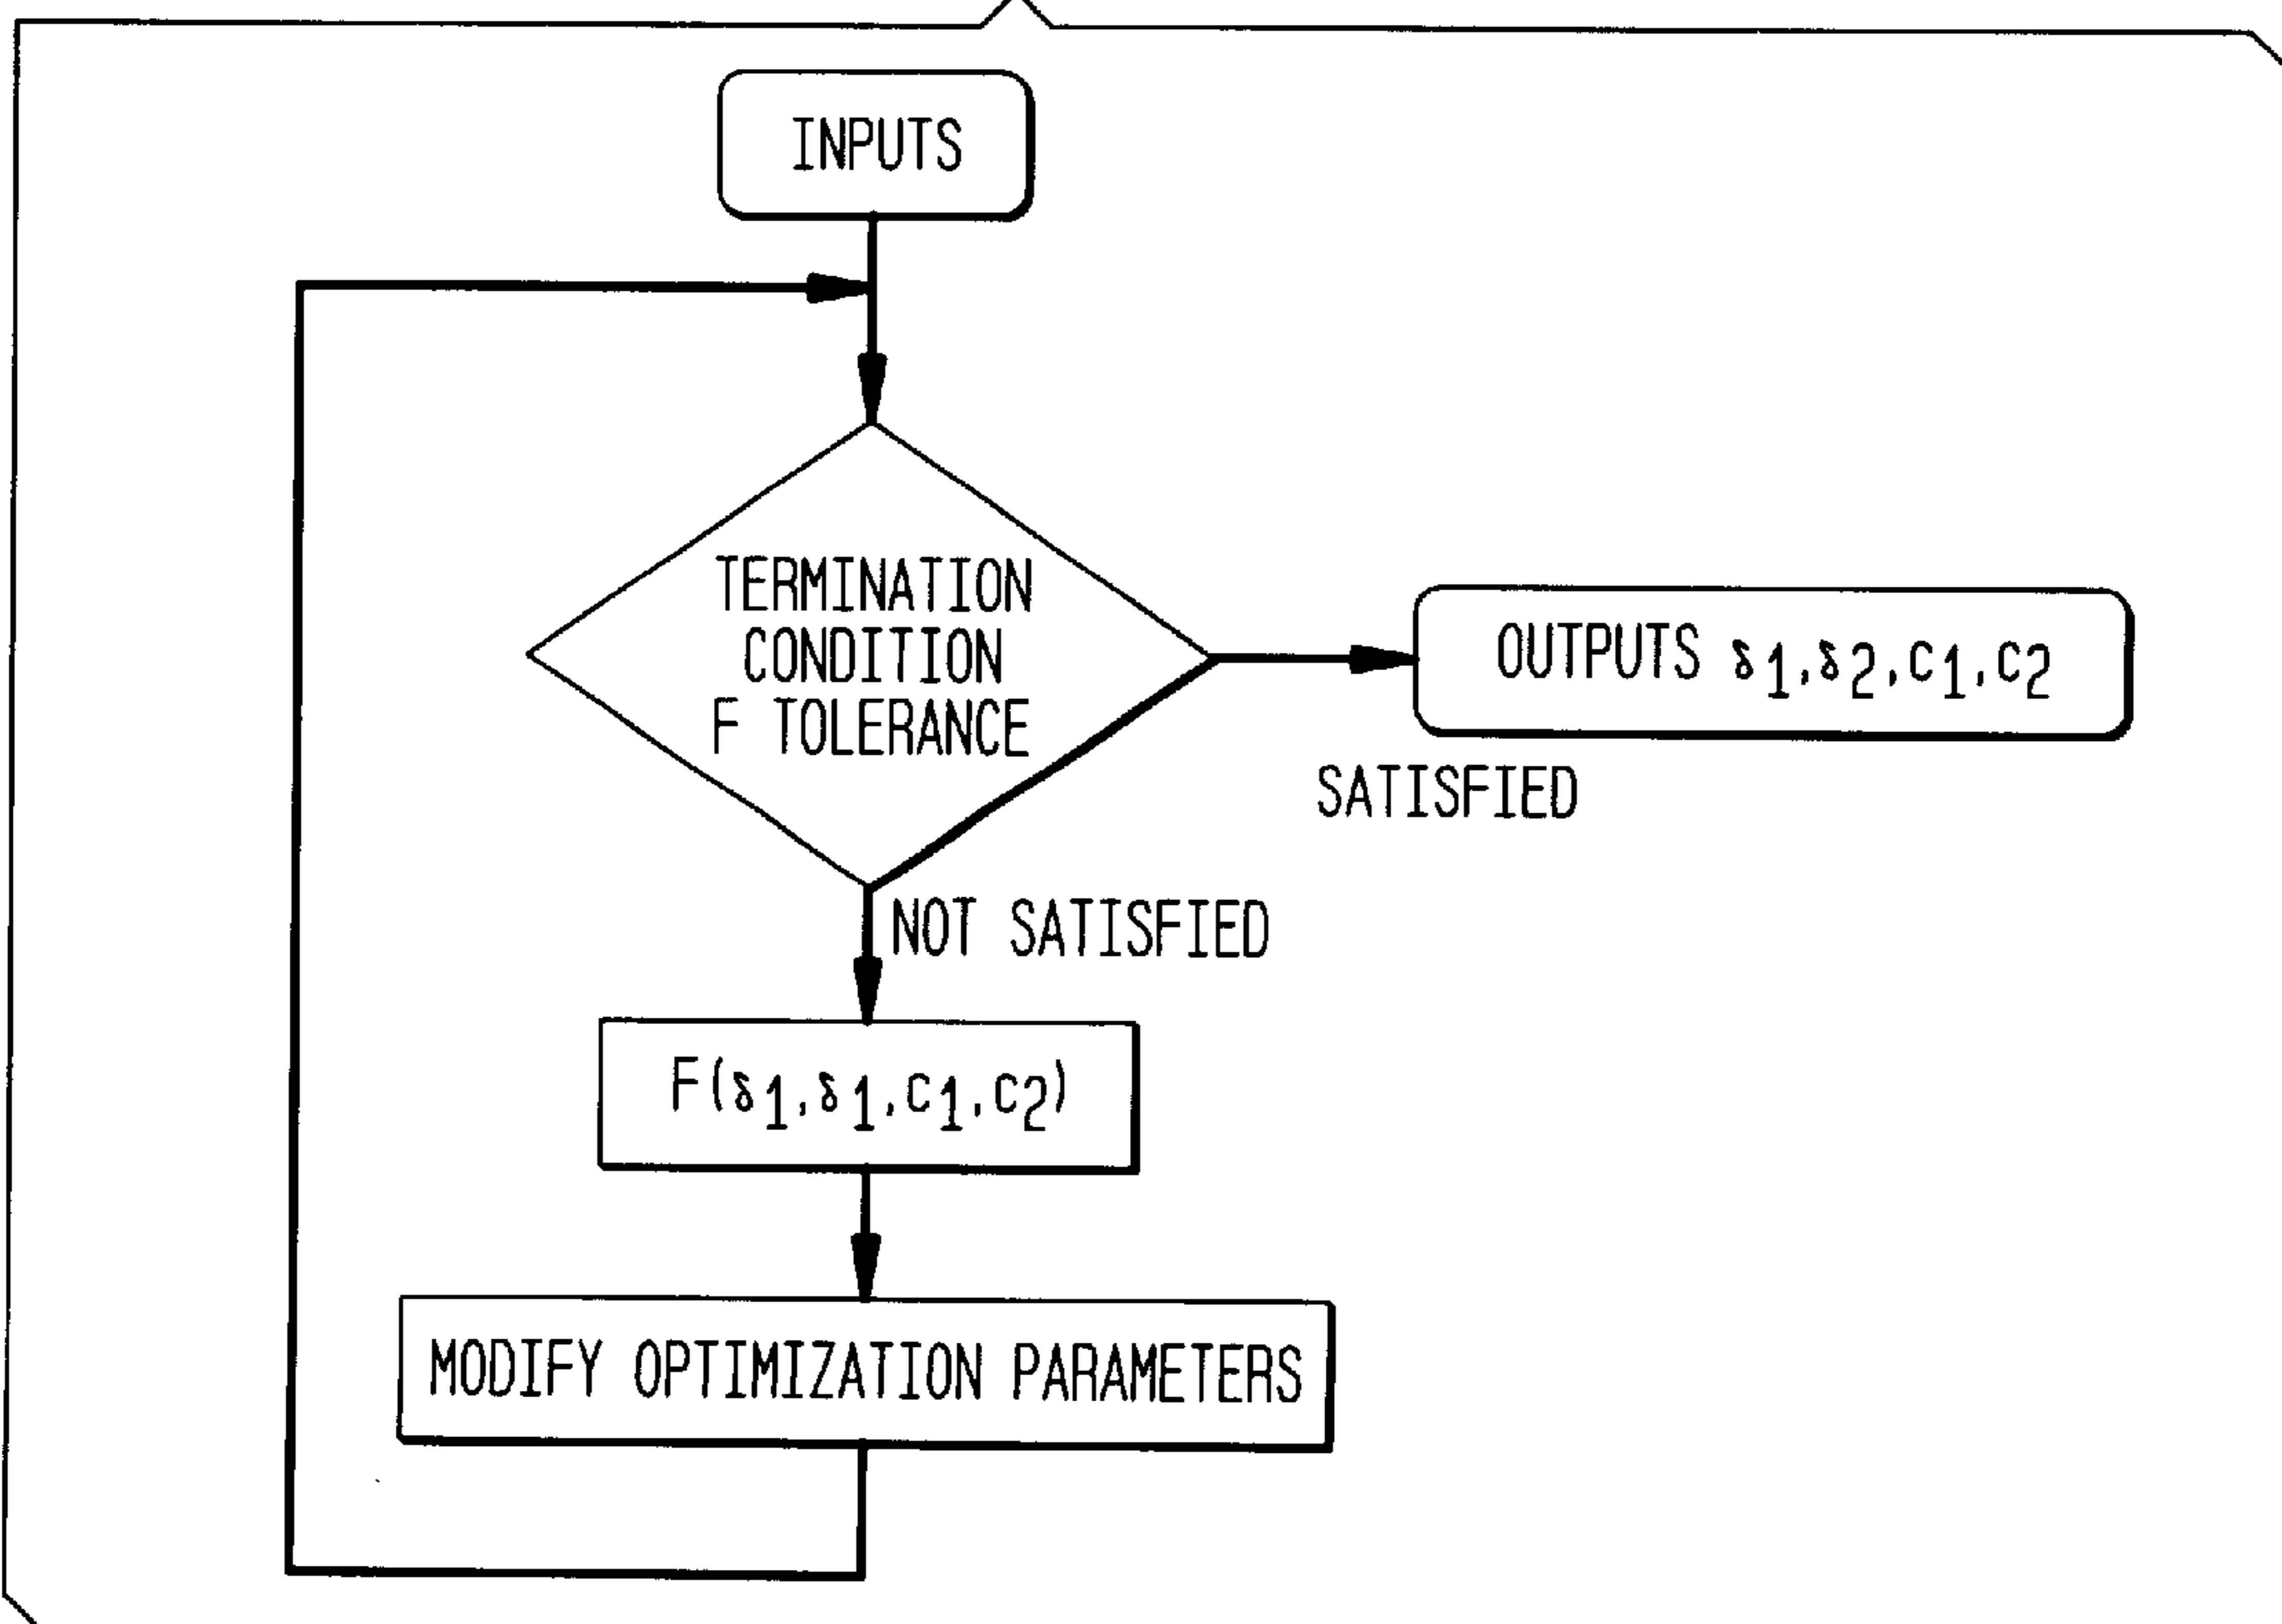 INPUTS
TERMINATION
CONDITION
F TOLERANCE
OUTPUTS δ1,δ2,c1,c2
SATISFIED
NOT SATISFIED
F(δ1,δ1,c1,c2)
MODIFY OPTIMIZATION PARAMETERS